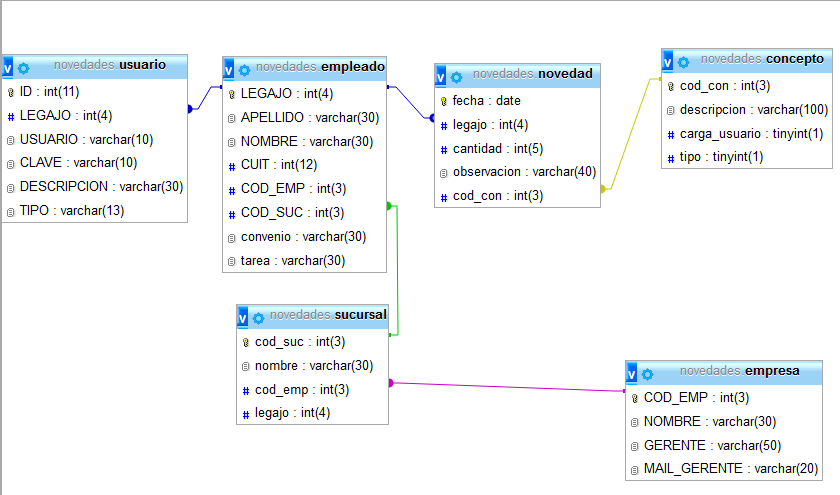 novedades.usuario
ID : int(11)
LEGAJO : int(4)
USUARIO : varchar(10)
CLAVE : varchar(10)
DESCRIPCION : varchar(30)
TIPO : varchar(13)
novedades.empleado
LEGAJO : int(4)
APELLIDO : varchar(30)
NOMBRE : varchar(30)
CUIT : int(12)
COD_EMP : int(3)
COD_SUC : int(3)
convenio : varchar(30)
tarea : varchar(30)
novedades.novedad
fecha : date
legajo : int(4)
cantidad : int(5)
observacion : varchar(40)
cod_con : int(3)
novedades.concepto
cod_con : int(3)
descripcion : varchar(100)
carga_usuario : tinyint(1)
tipo : tinyint(1)
novedades.sucursal
cod_suc : int(3)
nombre : varchar(30)
cod_emp : int(3)
legajo : int(4)
novedades.empresa
COD_EMP : int(3)
NOMBRE : varchar(30)
GERENTE : varchar(50)
MAIL_GERENTE : varchar(20)